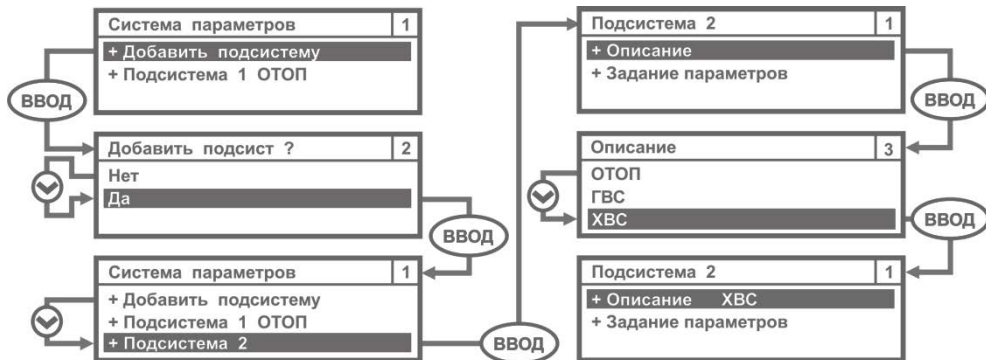 Система параметров 1
+ Добавить подсистему
+ Подсистема 1 ОТОП
ВВОД
Добавить подсист ? 2
Нет
Да
ВВОД
Система параметров 1
+ Добавить подсистему
+ Подсистема 1 ОТОП
+ Подсистема 2
ВВОД
Подсистема 2 1
+ Описание
+ Задание параметров
ВВОД
Описание 3
ОТОП
ГВС
ХВС
ВВОД
Подсистема 2 1
+ Описание ХВС
+ Задание параметров